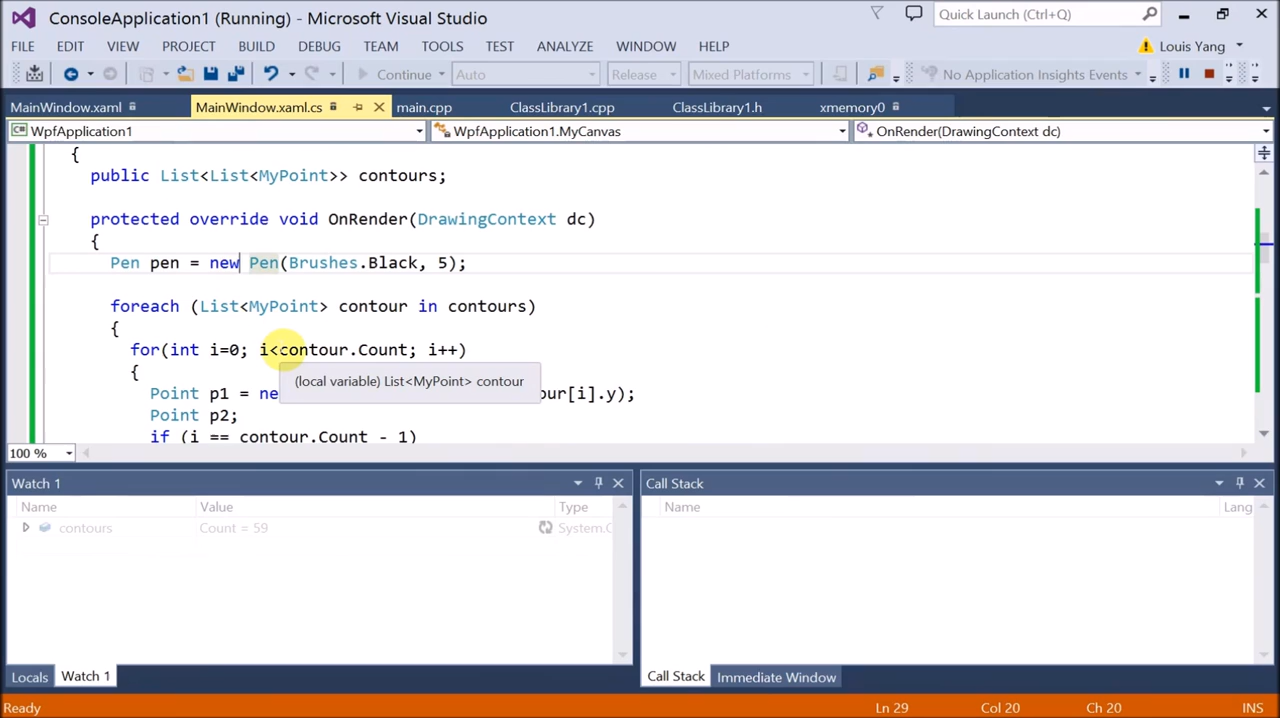 ConsoleApplication1 (Running) - Microsoft Visual Studio
Quick Launch (Ctrl+Q)
FILE EDIT VIEW PROJECT BUILD DEBUG TEAM TOOLS TEST ANALYZE WINDOW HELP
Louis Yang
Continue Auto Release Mixed Platforms No Application Insights Events
MainWindow.xaml MainWindow.xaml.cs main.cpp ClassLibrary1.cpp ClassLibrary1.h xmemory0
WpfApplication1 WpfApplication1.MyCanvas OnRender(DrawingContext dc)
{
public List<List<MyPoint>> contours;
protected override void OnRender(DrawingContext dc)
{
Pen pen = new Pen(Brushes.Black, 5);
foreach (List<MyPoint> contour in contours)
{
for(int i=0; i<contour.Count; i++)
{
(local variable) List<MyPoint> contour
Point p1 = ne our[i].y);
Point p2;
if (i == contour.Count - 1)
100 %
Watch 1
Name Value Type
contours Count = 59 System.C
Locals Watch 1
Call Stack
Name Lang
Call Stack Immediate Window
Ready Ln 29 Col 20 Ch 20 INS